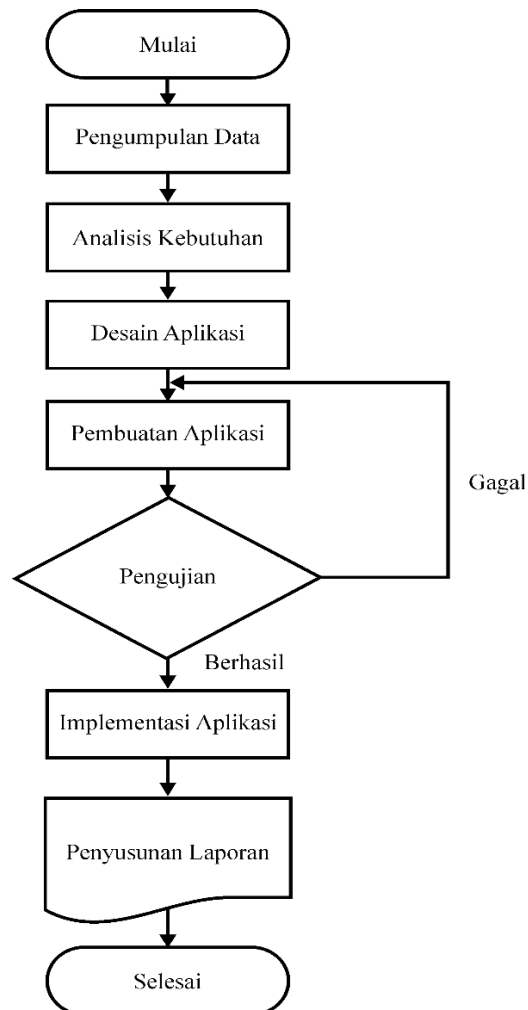 Mulai
Pengumpulan Data
Analisis Kebutuhan
Desain Aplikasi
Pembuatan Aplikasi
Gagal
Pengujian
Berhasil
Implementasi Aplikasi
Penyusunan Laporan
Selesai